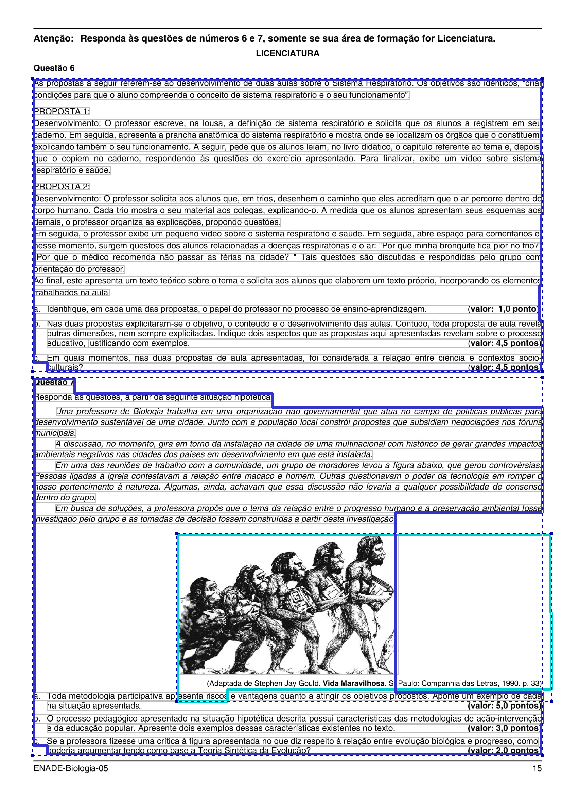 Atenção: Responda às questões de números 6 e 7, somente se sua área de formação for Licenciatura.
LICENCIATURA
Questão 6
As propostas a seguir referem-se ao desenvolvimento de duas aulas sobre o Sistema Respiratório. Os objetivos são idênticos, "criar
condições para que o aluno compreenda o conceito de sistema respiratório e o seu funcionamento".
PROPOSTA 1:
Desenvolvimento: O professor escreve, na lousa, a definição de sistema respiratório e solicita que os alunos a registrem em seu
caderno. Em seguida, apresenta a prancha anatômica do sistema respiratório e mostra onde se localizam os órgãos que o constituem
explicando também o seu funcionamento. A seguir, pede que os alunos leiam, no livro didático, o capítulo referente ao tema e, depois
que o copiem no caderno, respondendo às questões do exercício apresentado. Para finalizar, exibe um vídeo sobre sistema
respiratório e saúde.
PROPOSTA 2:
Desenvolvimento: O professor solicita aos alunos que, em trios, desenhem o caminho que eles acreditam que o ar percorre dentro do
corpo humano. Cada trio mostra o seu material aos colegas, explicando-o. A medida que os alunos apresentam seus esquemas aos
demais, o professor organiza as explicações, propondo questões.
Em seguida, o professor exibe um pequeno vídeo sobre o sistema respiratório e saúde. Em seguida, abre espaço para comentários e,
nesse momento, surgem questões dos alunos relacionadas a doenças respiratórias e o ar: "Por que minha bronquite fica pior no frio?
"Por que o médico recomenda não passar as férias na cidade? " Tais questões são discutidas e respondidas pelo grupo com
orientação do professor.
Ao final, este apresenta um texto teórico sobre o tema e solicita aos alunos que elaborem um texto próprio, incorporando os elementos
trabalhados na aula.
a. Identifique, em cada uma das propostas, o papel do professor no processo de ensino-aprendizagem. (valor: 1,0 ponto)
b. Nas duas propostas explicitaram-se o objetivo, o conteúdo e o desenvolvimento das aulas. Contudo, toda proposta de aula revela
outras dimensões, nem sempre explicitadas. Indique dois aspectos que as propostas aqui apresentadas revelam sobre o processo
educativo, justificando com exemplos. (valor: 4,5 pontos)
c. Em quais momentos, nas duas propostas de aula apresentadas, foi considerada a relação entre ciência e contextos sócio-
culturais? (valor: 4,5 pontos)
Questão 7
Responda às questões, a partir da seguinte situação hipotética.
Uma professora de Biologia trabalha em uma organização não governamental que atua no campo de políticas públicas para
desenvolvimento sustentável de uma cidade. Junto com a população local constrói propostas que subsidiam negociações nos fóruns
municipais.
A discussão, no momento, gira em torno da instalação na cidade de uma multinacional com histórico de gerar grandes impactos
ambientais negativos nas cidades dos países em desenvolvimento em que está instalada.
Em uma das reuniões de trabalho com a comunidade, um grupo de moradores levou a figura abaixo, que gerou controvérsias.
Pessoas ligadas à igreja contestavam a relação entre macaco e homem. Outras questionavam o poder da tecnologia em romper o
nosso pertencimento à natureza. Algumas, ainda, achavam que essa discussão não levaria a qualquer possibilidade de consenso
dentro do grupo.
Em busca de soluções, a professora propôs que o tema da relação entre o progresso humano e a preservação ambiental fosse
investigado pelo grupo e as tomadas de decisão fossem construídas a partir desta investigação.
(Adaptada de Stephen Jay Gould. Vida Maravilhosa. S. Paulo: Companhia das Letras, 1990. p. 33)
a. Toda metodologia participativa apresenta riscos e vantagens quanto a atingir os objetivos propostos. Aponte um exemplo de cada
na situação apresentada. (valor: 5,0 pontos)
b. O processo pedagógico apresentado na situação hipotética descrita possui características das metodologias de ação-intervenção
e da educação popular. Apresente dois exemplos dessas características existentes no texto. (valor: 3,0 pontos)
Se a professora fizesse uma crítica à figura apresentada no que diz respeito à relação entre evolução biológica e progresso, como
poderia argumentar tendo como base a Teoria Sintética da Evolução? (valor: 2,0 pontos)
ENADE-Biologia-05 15